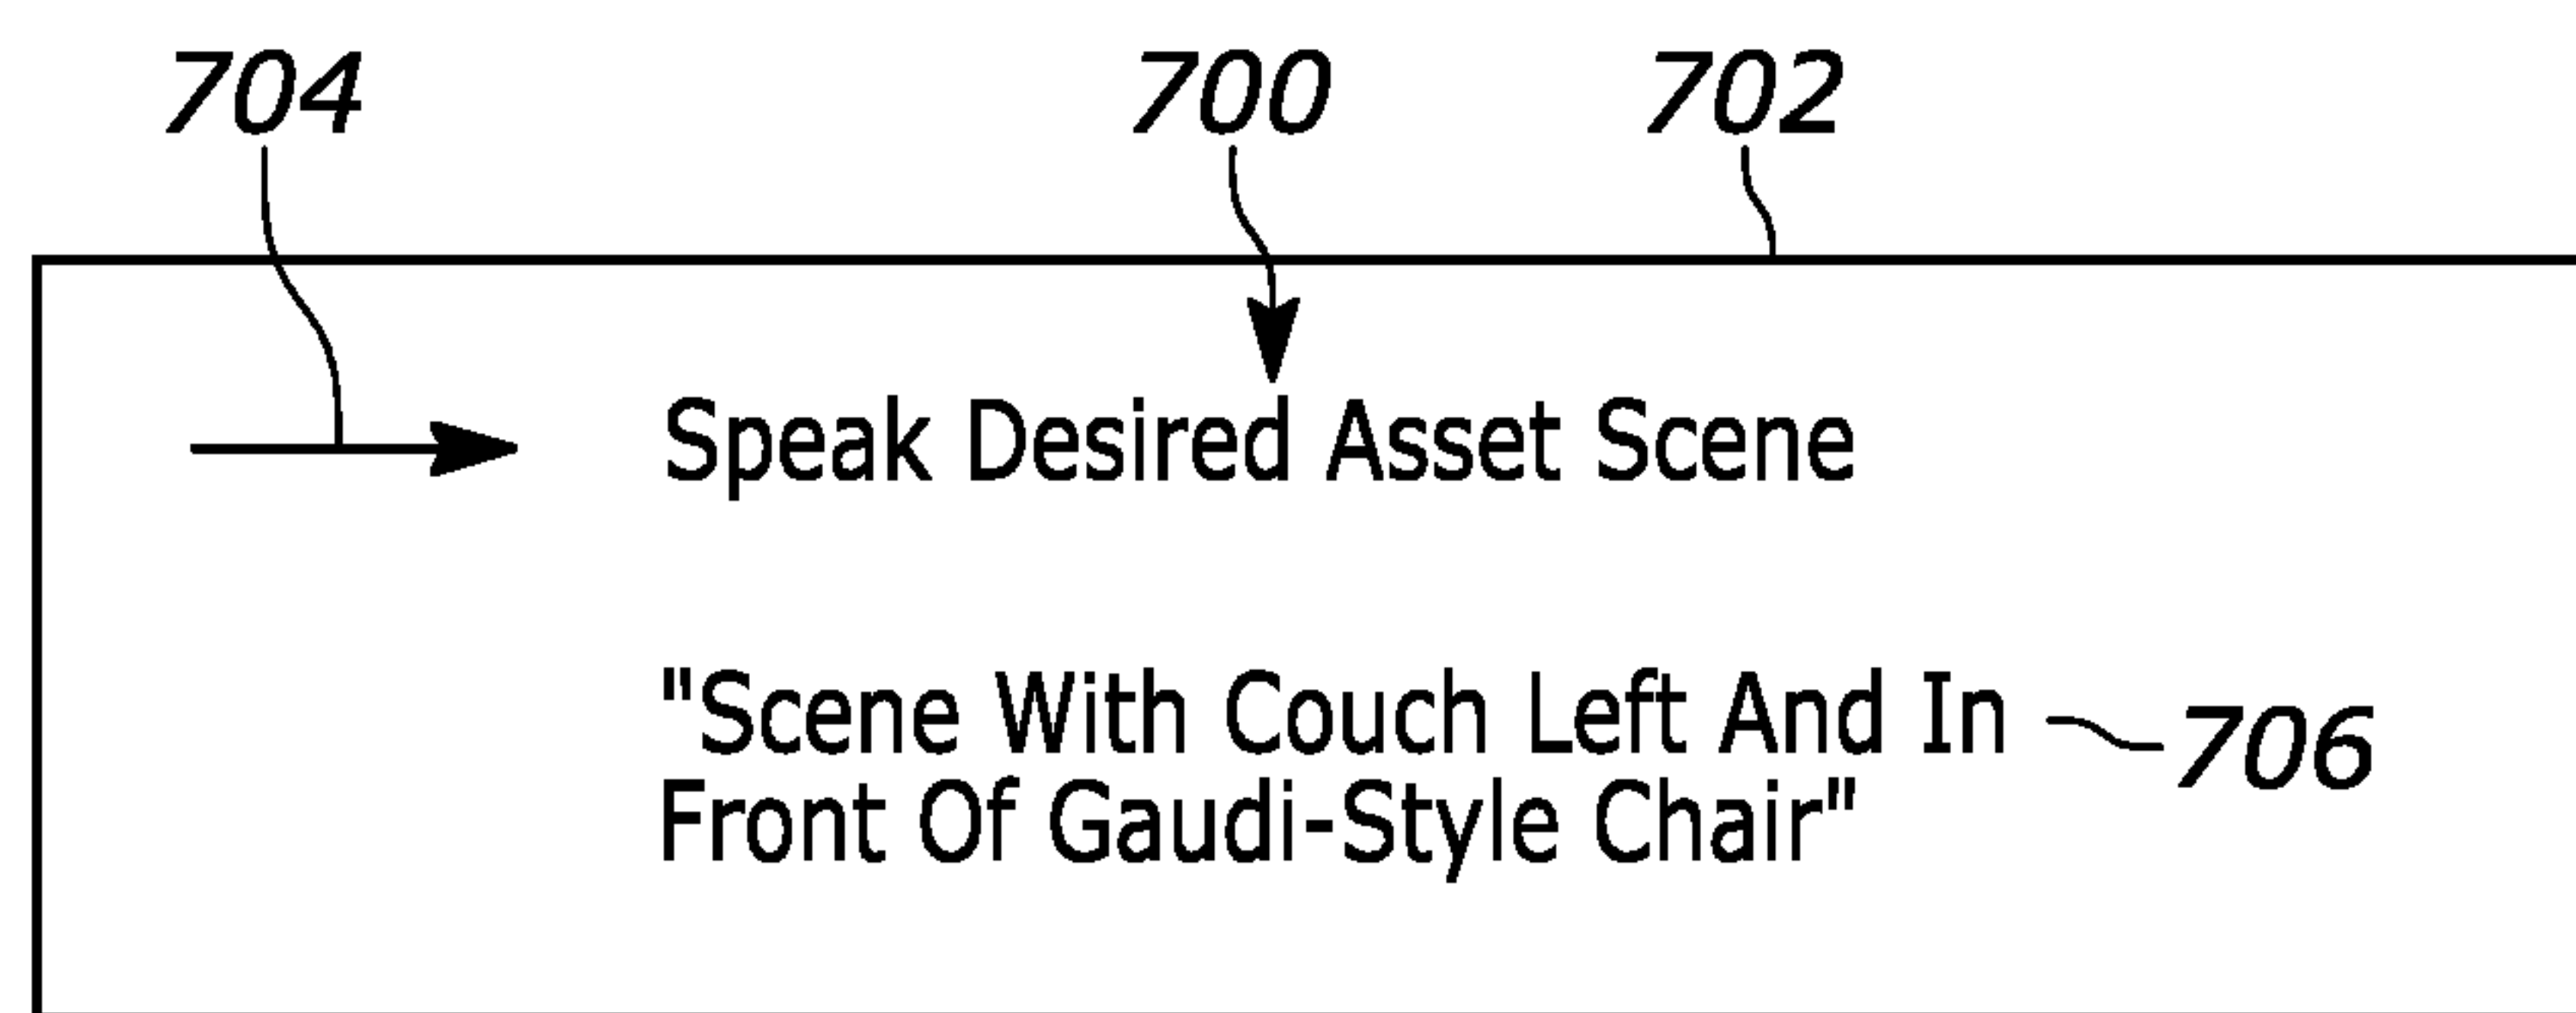 704 700 702
Speak Desired Asset Scene
"Scene With Couch Left And In 706
Front Of Gaudi-Style Chair"